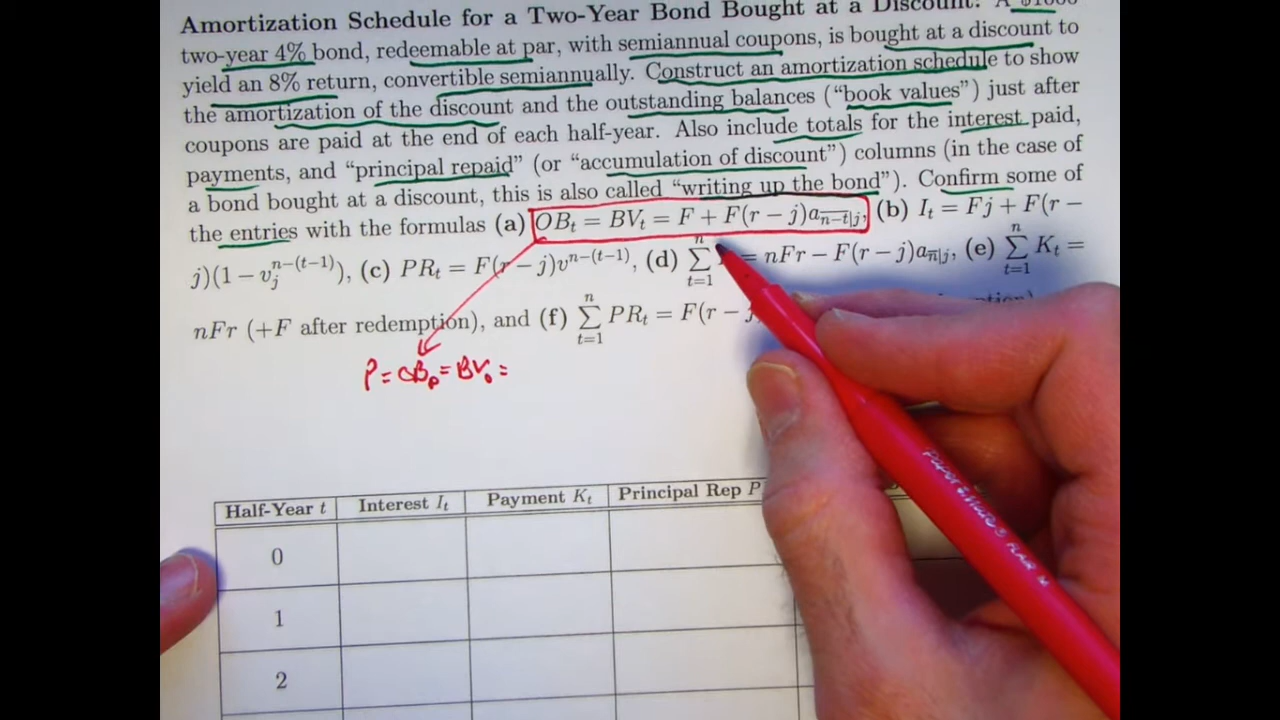 Amortization Schedule for a Two-Year Bond Bought at a Discount: A $1000
two-year 4% bond, redeemable at par, with semiannual coupons, is bought at a discount to
yield an 8% return, convertible semiannually. Construct an amortization schedule to show
the amortization of the discount and the outstanding balances (“book values”) just after
coupons are paid at the end of each half-year. Also include totals for the interest paid,
payments, and “principal repaid” (or “accumulation of discount”) columns (in the case of
a bond bought at a discount, this is also called “writing up the bond”). Confirm some of
the entries with the formulas (a) OB_t = BV_t = F + F(r − j)a_{\overline{n−t}|j}, (b) I_t = Fj + F(r −
j)(1 − v_j^{n−(t−1)}), (c) PR_t = F(r − j)v^{n−(t−1)}, (d) \sum_{t=1}^{n} = nFr − F(r − j)a_{\overline{n}|j}, (e) \sum_{t=1}^{n} K_t =
nFr (+F after redemption), and (f) \sum_{t=1}^{n} PR_t = F(r − j
P = OB_0 = BV_0 =
Half-Year t Interest I_t Payment K_t Principal Rep P
0
1
2
PaperMate FLAIR M